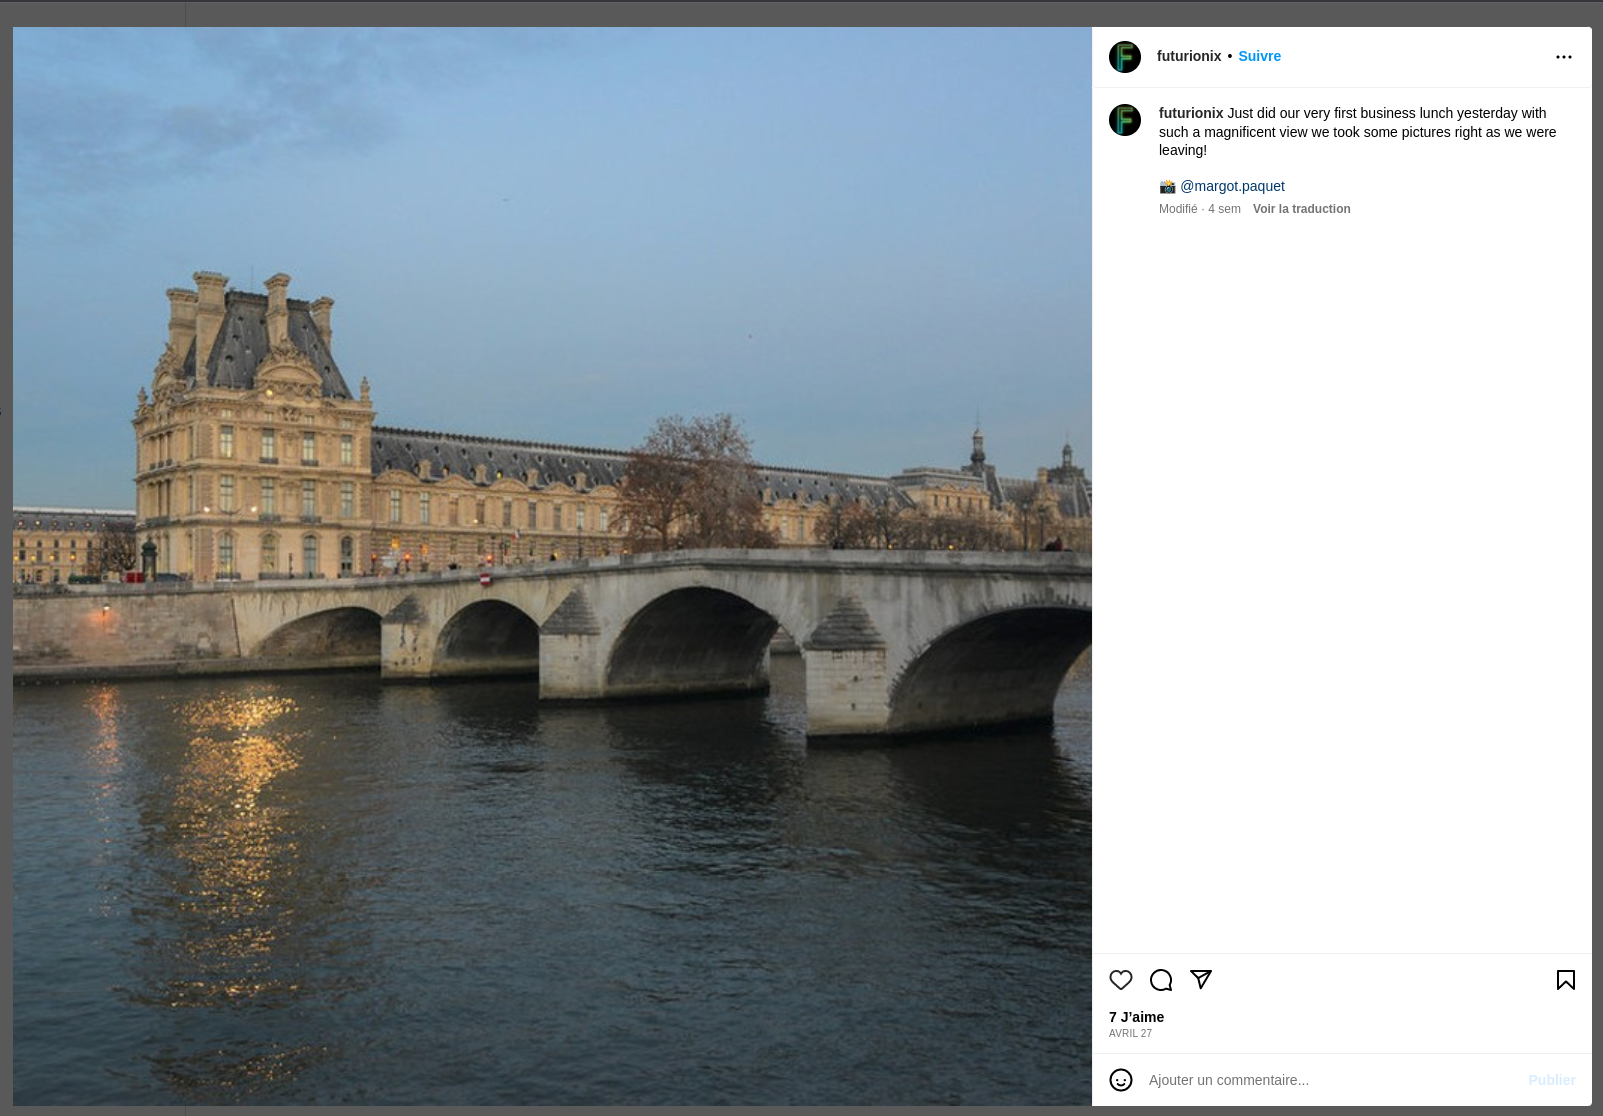 futurionix • Suivre
futurionix Just did our very first business lunch yesterday with
such a magnificent view we took some pictures right as we were
leaving!
📸 @margot.paquet
Modifié · 4 sem Voir la traduction
7 J’aime
AVRIL 27
Ajouter un commentaire... Publier